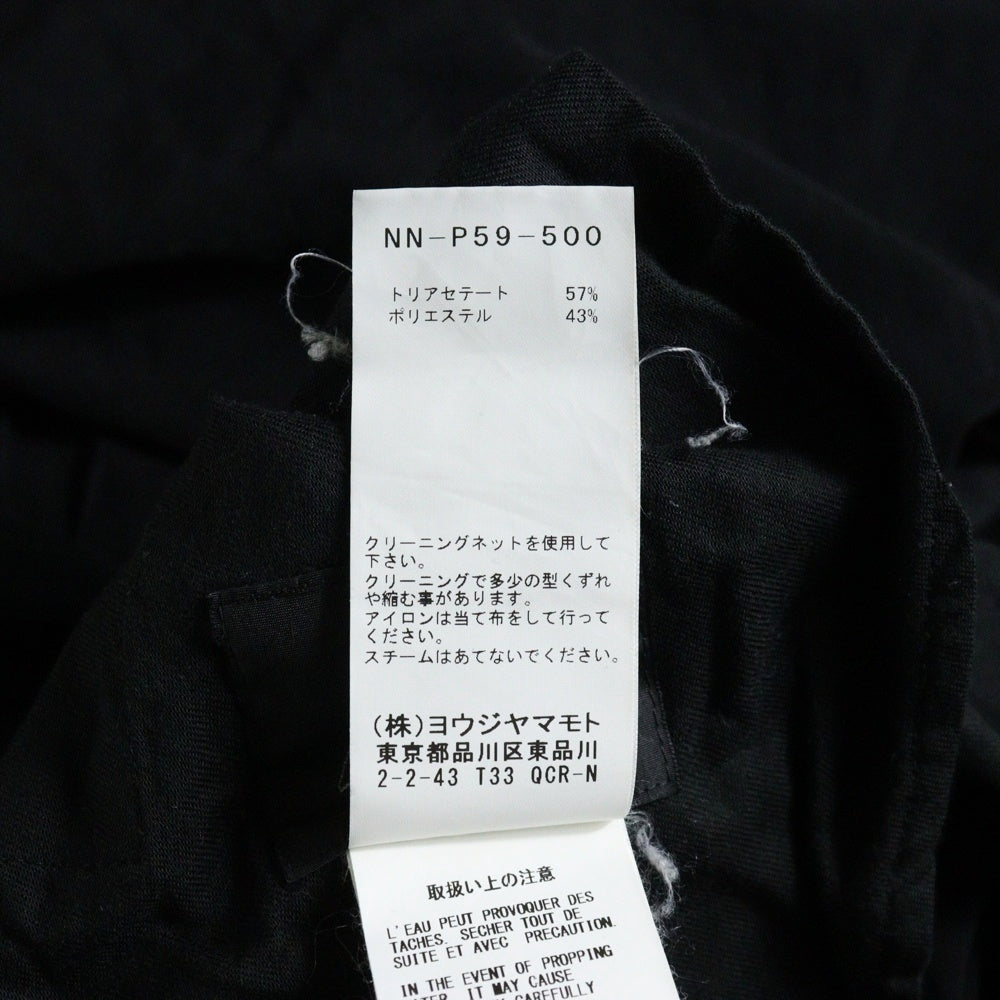 NN-P59-500
トリアセテート 57%
ポリエステル 43%
クリーニングネットを使用して
下さい。
クリーニングで多少の型くずれ
や縮む事があります。
アイロンは当て布をして行って
ください。
スチームはあてないでください。
(株)ヨウジヤマモト
東京都品川区東品川
2-2-43 T33 QCR-N
取扱い上の注意
L'EAU PEUT PROVOQUER DES
TACHES. SECHER TOUT DE
SUITE ET AVEC PRECAUTION.
IN THE EVENT OF PROPPING
IT MAY CAUSE
CAREFULLY